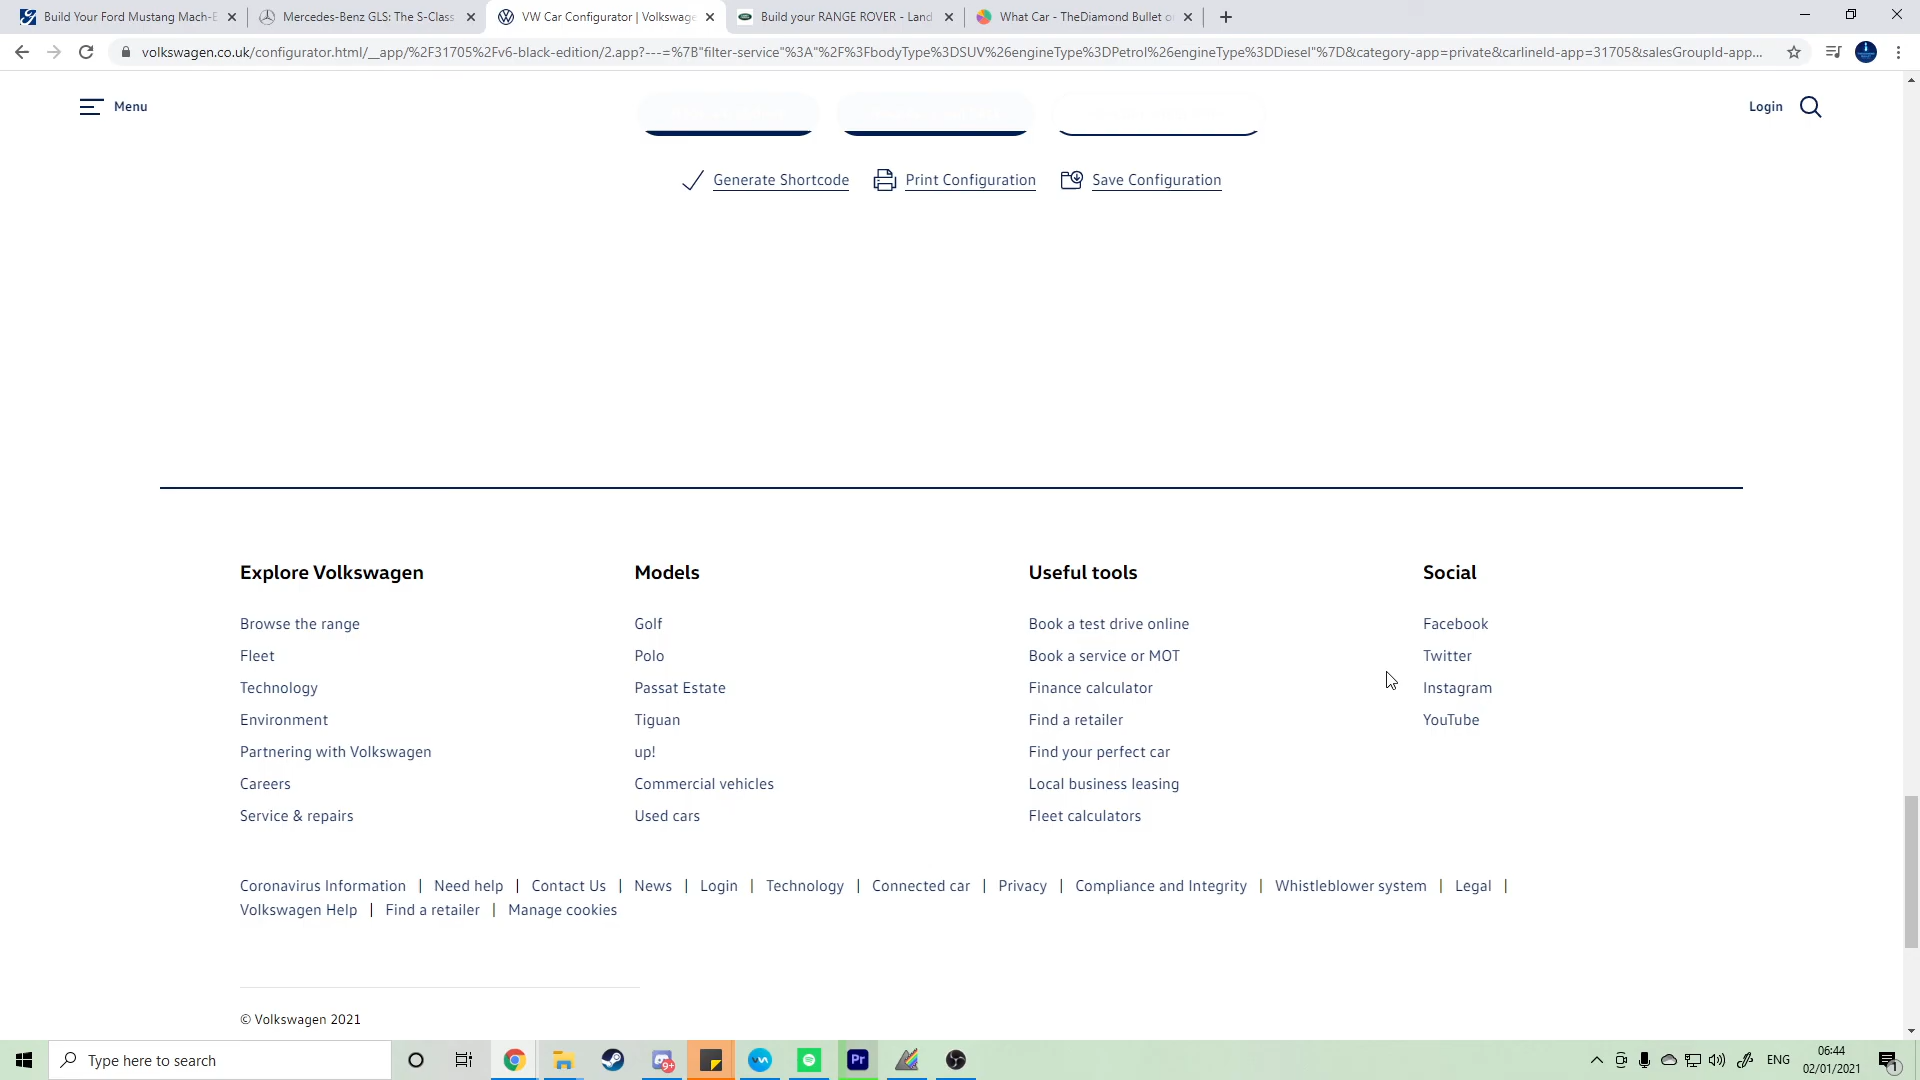 Build Your Ford Mustang Mach-E
Mercedes-Benz GLS: The S-Class
VW Car Configurator | Volkswage
Build your RANGE ROVER - Land
What Car - TheDiamond Bullet o
volkswagen.co.uk/configurator.html/__app/%2F31705%2Fv6-black-edition/2.app?---=%7B"filter-service"%3A"%2F%3FbodyType%3DSUV%26engineType%3DPetrol%26engineType%3DDiesel"%7D&category-app=private&carlineId-app=31705&salesGroupId-app...
Menu
Login
Generate Shortcode
Print Configuration
Save Configuration
Explore Volkswagen
Browse the range
Fleet
Technology
Environment
Partnering with Volkswagen
Careers
Service & repairs
Models
Golf
Polo
Passat Estate
Tiguan
up!
Commercial vehicles
Used cars
Useful tools
Book a test drive online
Book a service or MOT
Finance calculator
Find a retailer
Find your perfect car
Local business leasing
Fleet calculators
Social
Facebook
Twitter
Instagram
YouTube
Coronavirus Information | Need help | Contact Us | News | Login | Technology | Connected car | Privacy | Compliance and Integrity | Whistleblower system | Legal |
Volkswagen Help | Find a retailer | Manage cookies
© Volkswagen 2021
Type here to search
9+
Pr
ENG
06:44
02/01/2021
1